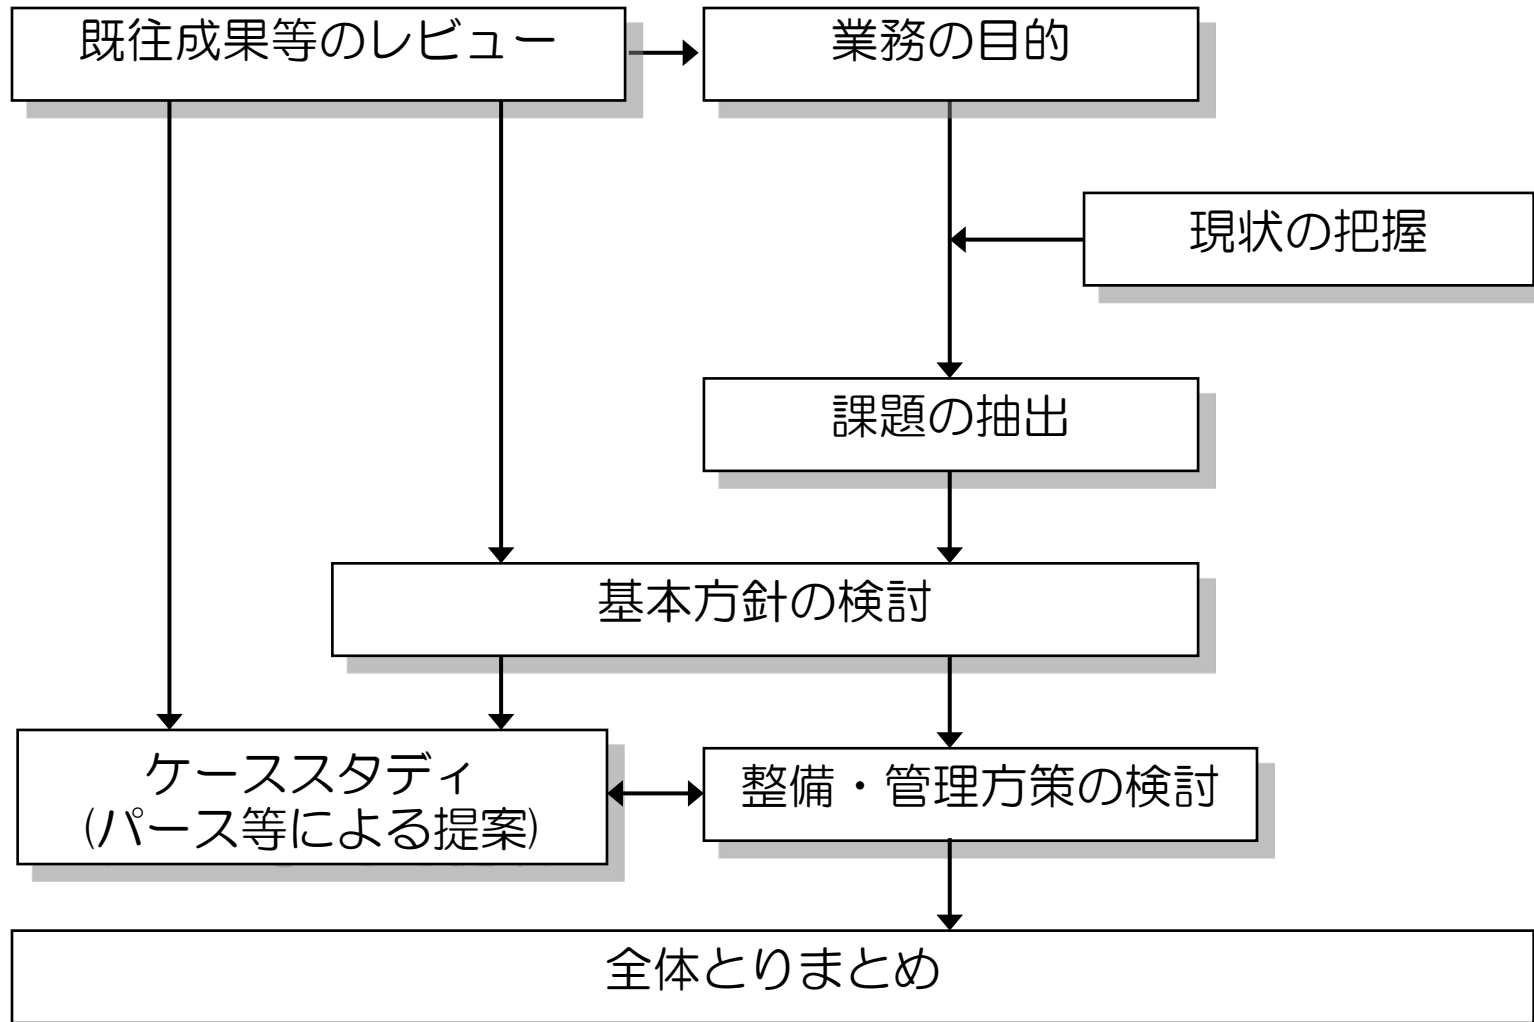 既往成果等のレビュー
業務の目的
現状の把握
課題の抽出
基本方針の検討
ケーススタディ
(パース等による提案)
整備・管理方策の検討
全体とりまとめ